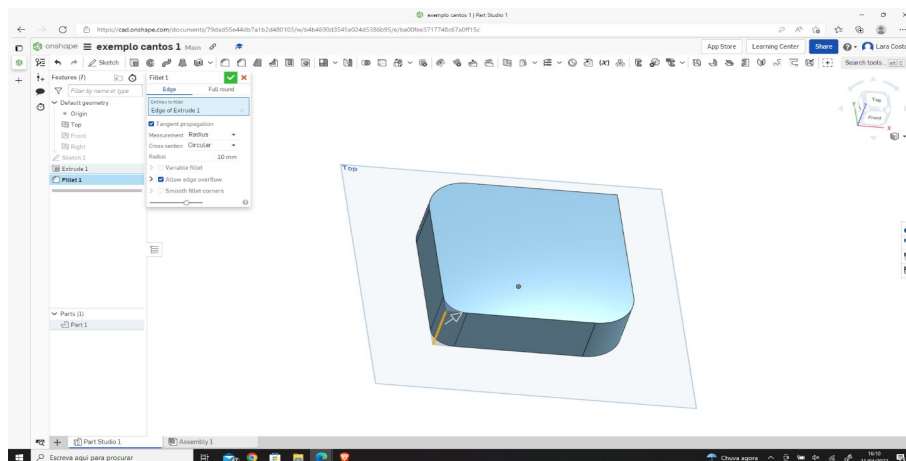 exemplo cantos 1 | Part Studio 1
https://cad.onshape.com/documents/79dad55e44db7a1b2d480103/w/b4b4690d3545e024d5386b95/e/ba00fee3717748c67a0ff15c
onshape exemplo cantos 1 Main
App Store Learning Center Share Lara Costa
Sketch
Search tools...
Features (7)
Filter by name or type
Default geometry
Origin
Top
Front
Right
Sketch 1
Extrude 1
Fillet 1
Fillet 1
Edge Full round
Entities to fillet
Edge of Extrude 1
Tangent propagation
Measurement Radius
Cross section Circular
Radius 10 mm
Variable fillet
Allow edge overflow
Smooth fillet corners
Top
Top
Front
X
Parts (1)
Part 1
Part Studio 1 Assembly 1
Escreva aqui para procurar
Chuva agora
16:10